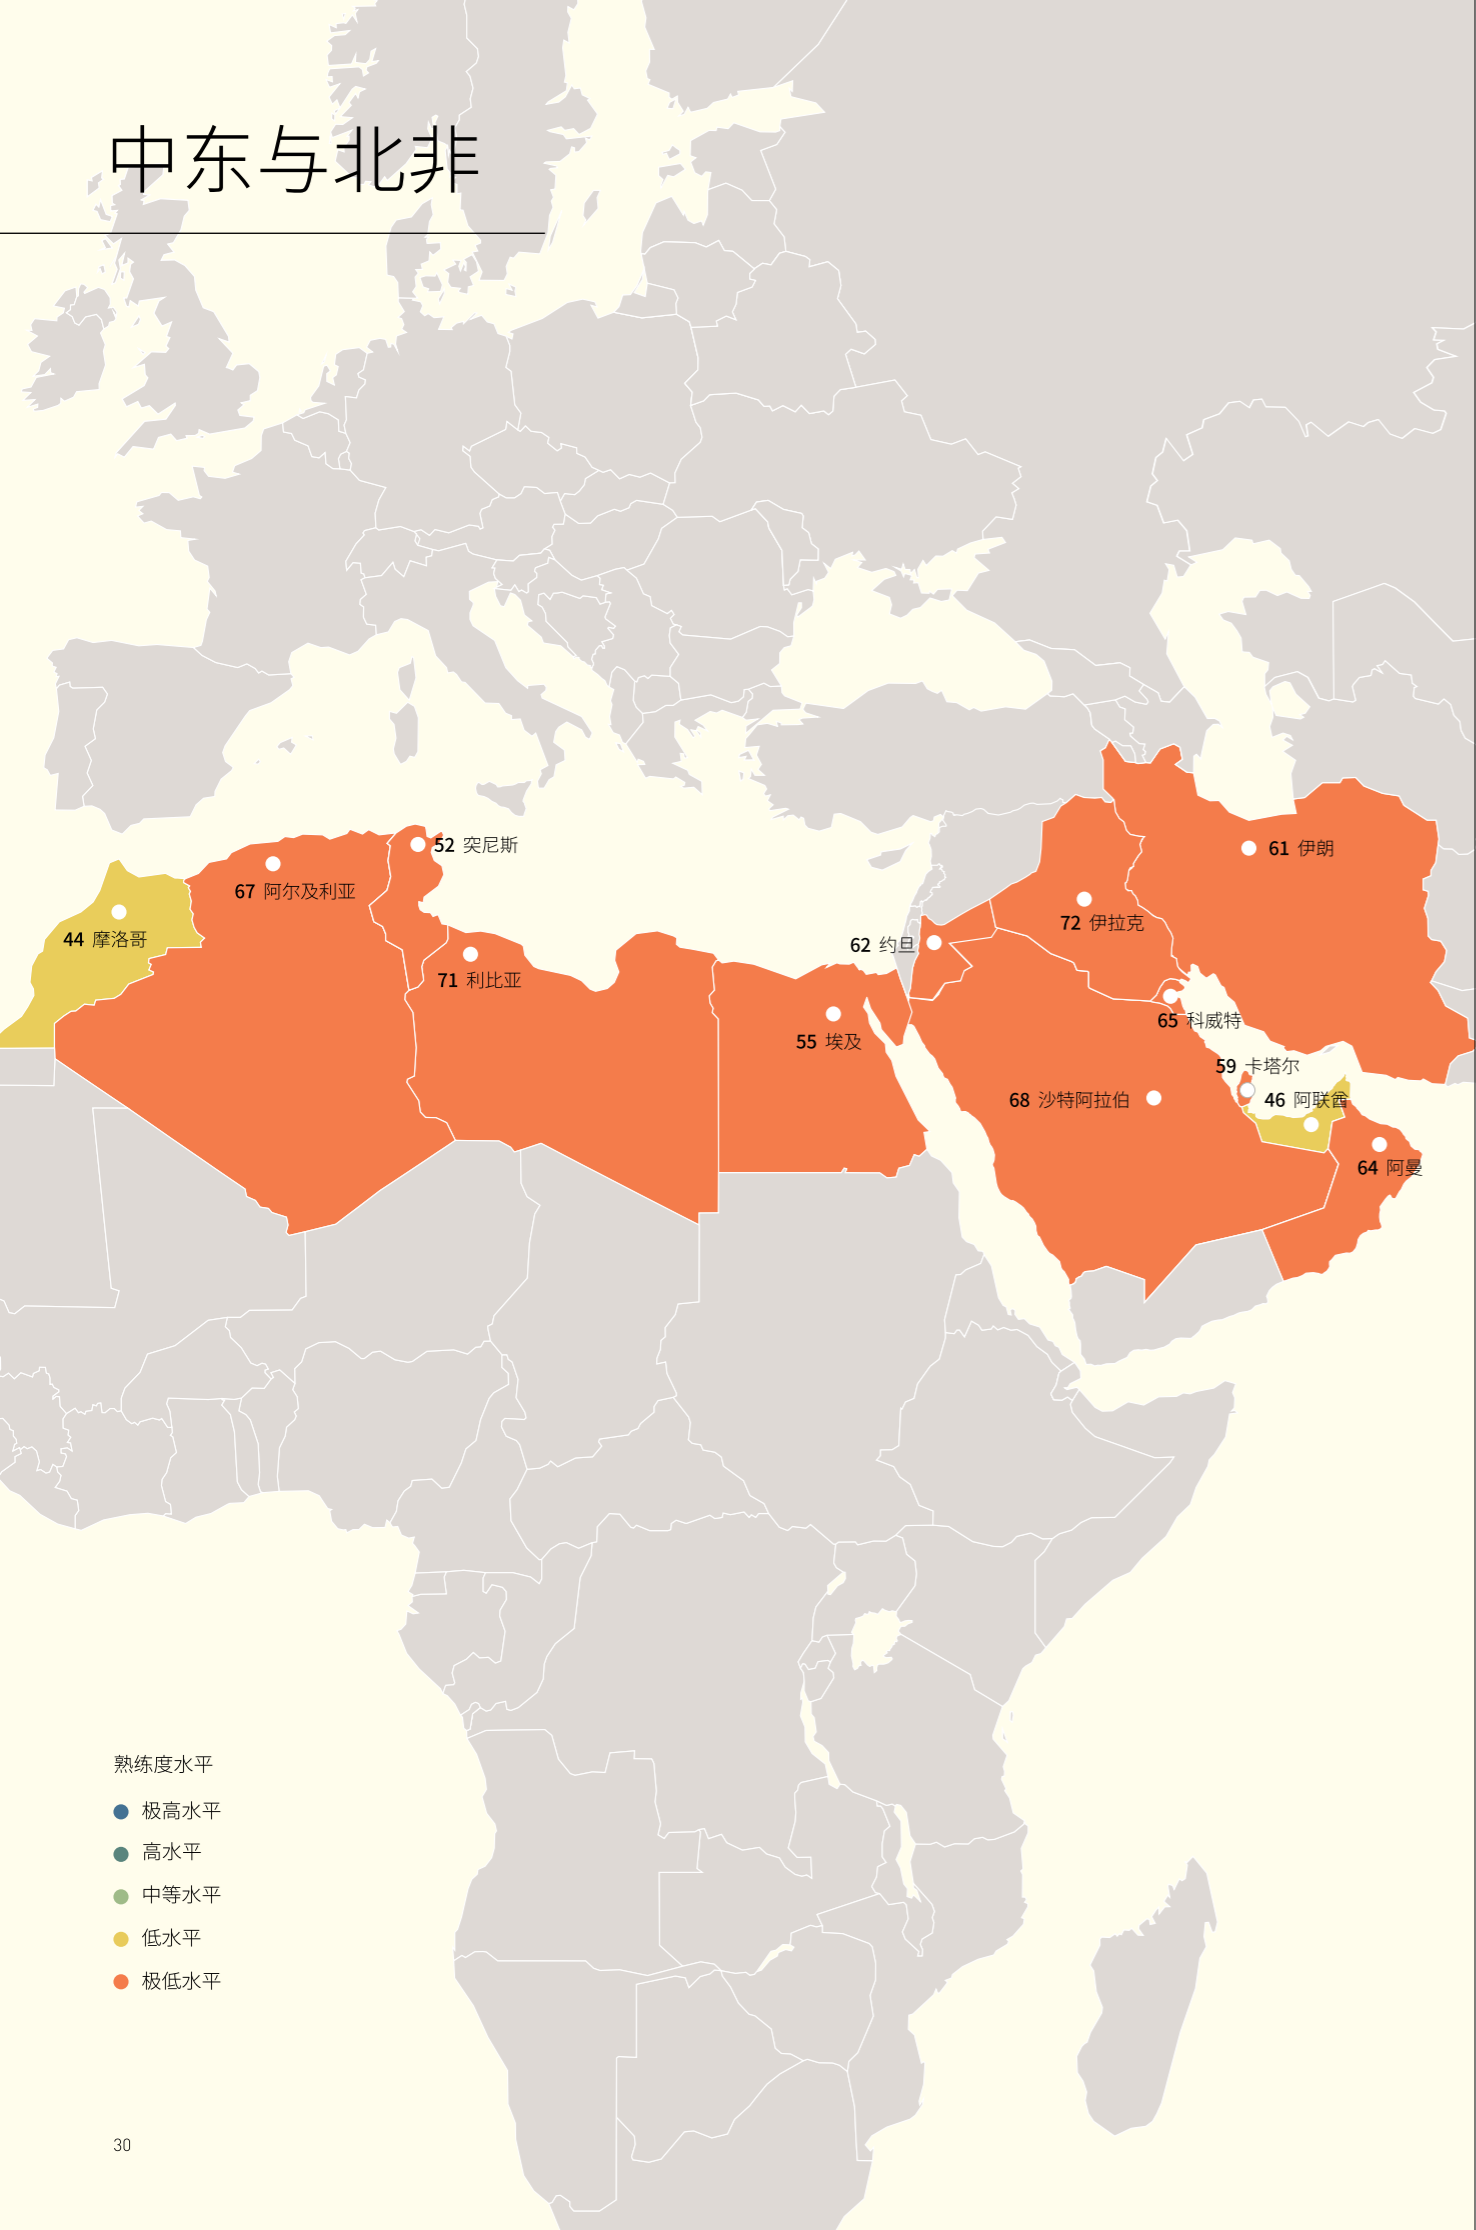 中东与北非
52 突尼斯
61 伊朗
67 阿尔及利亚
72 伊拉克
44 摩洛哥
62 约旦
71 利比亚
65 科威特
55 埃及
59 卡塔尔
68 沙特阿拉伯
46 阿联酋
64 阿曼
熟练度水平
极高水平
高水平
中等水平
低水平
极低水平
30